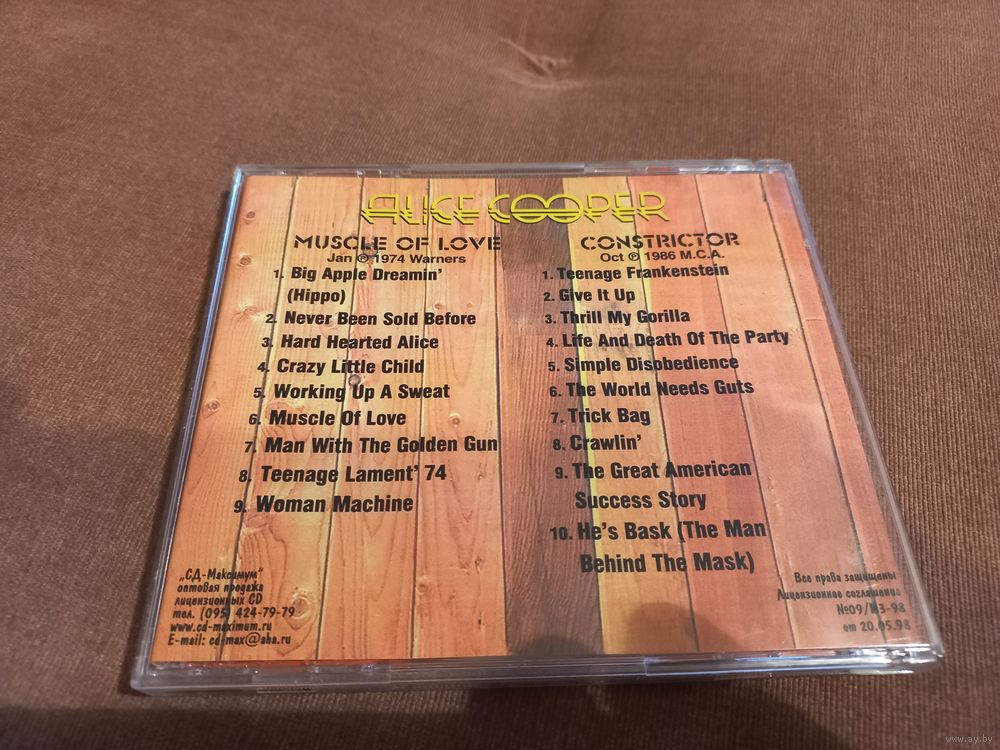 ALICE COOPER
MUSCLE OF LOVE
Jan ℗ 1974 Warners
1. Big Apple Dreamin'
(Hippo)
2. Never Been Sold Before
3. Hard Hearted Alice
4. Crazy Little Child
5. Working Up A Sweat
6. Muscle Of Love
7. Man With The Golden Gun
8. Teenage Lament' 74
9. Woman Machine
CONSTRICTOR
Oct ℗ 1986 M.C.A.
1. Teenage Frankenstein
2. Give It Up
3. Thrill My Gorilla
4. Life And Death Of The Party
5. Simple Disobedience
6. The World Needs Guts
7. Trick Bag
8. Crawlin'
9. The Great American
Success Story
10. He's Bask (The Man
Behind The Mask)
„СД-Максимум"
оптовая продажа
лицензионных CD
тел. (095) 424-79-79
www.cd-maximum.ru
E-mail: cd-max@aha.ru
Все права защищены
Лицензионное соглашение
№09/МЗ-98
от 20.05.98
www.ay.by